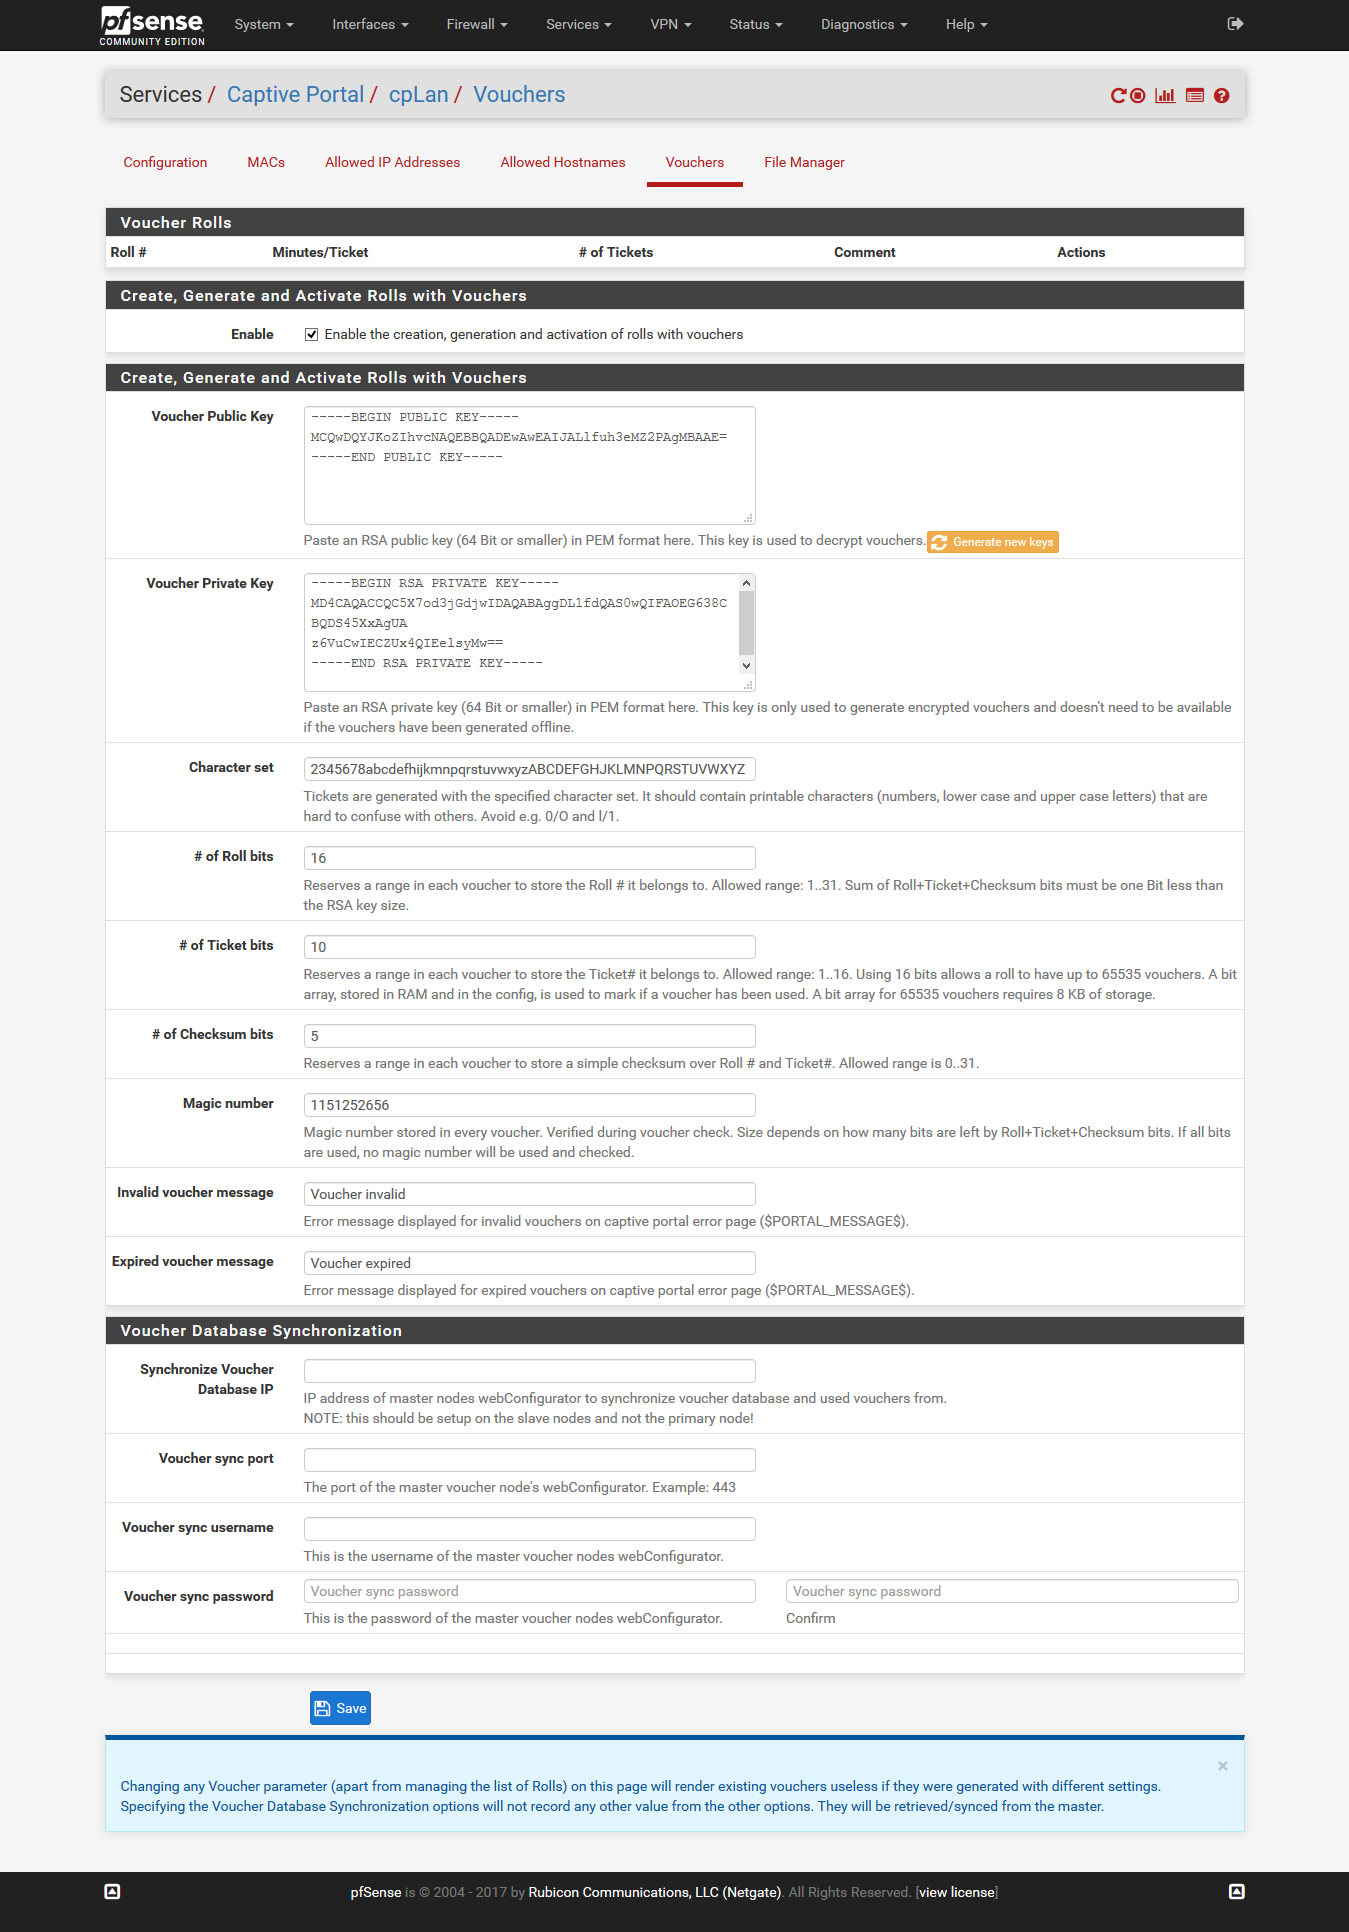 pfsense
COMMUNITY EDITION
System Interfaces Firewall Services VPN Status Diagnostics Help
Services / Captive Portal / cpLan / Vouchers
Configuration MACs Allowed IP Addresses Allowed Hostnames Vouchers File Manager
Voucher Rolls
Roll # Minutes/Ticket # of Tickets Comment Actions
Create, Generate and Activate Rolls with Vouchers
Enable Enable the creation, generation and activation of rolls with vouchers
Create, Generate and Activate Rolls with Vouchers
Voucher Public Key
-----BEGIN PUBLIC KEY-----
MCQwDQYJKoZIhvcNAQEBBQADEwAwEAIJALlfuh3eMZ2PAgMBAAE=
-----END PUBLIC KEY-----
Paste an RSA public key (64 Bit or smaller) in PEM format here. This key is used to decrypt vouchers. Generate new keys
Voucher Private Key
-----BEGIN RSA PRIVATE KEY-----
MD4CAQACCQC5X7od3jGdjwIDAQABAggDLlfdQAS0wQIFAOEG638C
BQDS45XxAgUA
z6VuCwIECZUx4QIEelsyMw==
-----END RSA PRIVATE KEY-----
Paste an RSA private key (64 Bit or smaller) in PEM format here. This key is only used to generate encrypted vouchers and doesn't need to be available
if the vouchers have been generated offline.
Character set 2345678abcdefhijkmnpqrstuvwxyzABCDEFGHJKLMNPQRSTUVWXYZ
Tickets are generated with the specified character set. It should contain printable characters (numbers, lower case and upper case letters) that are
hard to confuse with others. Avoid e.g. 0/O and l/1.
# of Roll bits 16
Reserves a range in each voucher to store the Roll # it belongs to. Allowed range: 1..31. Sum of Roll+Ticket+Checksum bits must be one Bit less than
the RSA key size.
# of Ticket bits 10
Reserves a range in each voucher to store the Ticket# it belongs to. Allowed range: 1..16. Using 16 bits allows a roll to have up to 65535 vouchers. A bit
array, stored in RAM and in the config, is used to mark if a voucher has been used. A bit array for 65535 vouchers requires 8 KB of storage.
# of Checksum bits 5
Reserves a range in each voucher to store a simple checksum over Roll # and Ticket#. Allowed range is 0..31.
Magic number 1151252656
Magic number stored in every voucher. Verified during voucher check. Size depends on how many bits are left by Roll+Ticket+Checksum bits. If all bits
are used, no magic number will be used and checked.
Invalid voucher message Voucher invalid
Error message displayed for invalid vouchers on captive portal error page ($PORTAL_MESSAGE$).
Expired voucher message Voucher expired
Error message displayed for expired vouchers on captive portal error page ($PORTAL_MESSAGE$).
Voucher Database Synchronization
Synchronize Voucher
Database IP
IP address of master nodes webConfigurator to synchronize voucher database and used vouchers from.
NOTE: this should be setup on the slave nodes and not the primary node!
Voucher sync port
The port of the master voucher node's webConfigurator. Example: 443
Voucher sync username
This is the username of the master voucher nodes webConfigurator.
Voucher sync password Voucher sync password Voucher sync password
This is the password of the master voucher nodes webConfigurator. Confirm
Save
×
Changing any Voucher parameter (apart from managing the list of Rolls) on this page will render existing vouchers useless if they were generated with different settings.
Specifying the Voucher Database Synchronization options will not record any other value from the other options. They will be retrieved/synced from the master.
pfSense is © 2004 - 2017 by Rubicon Communications, LLC (Netgate). All Rights Reserved. [view license]